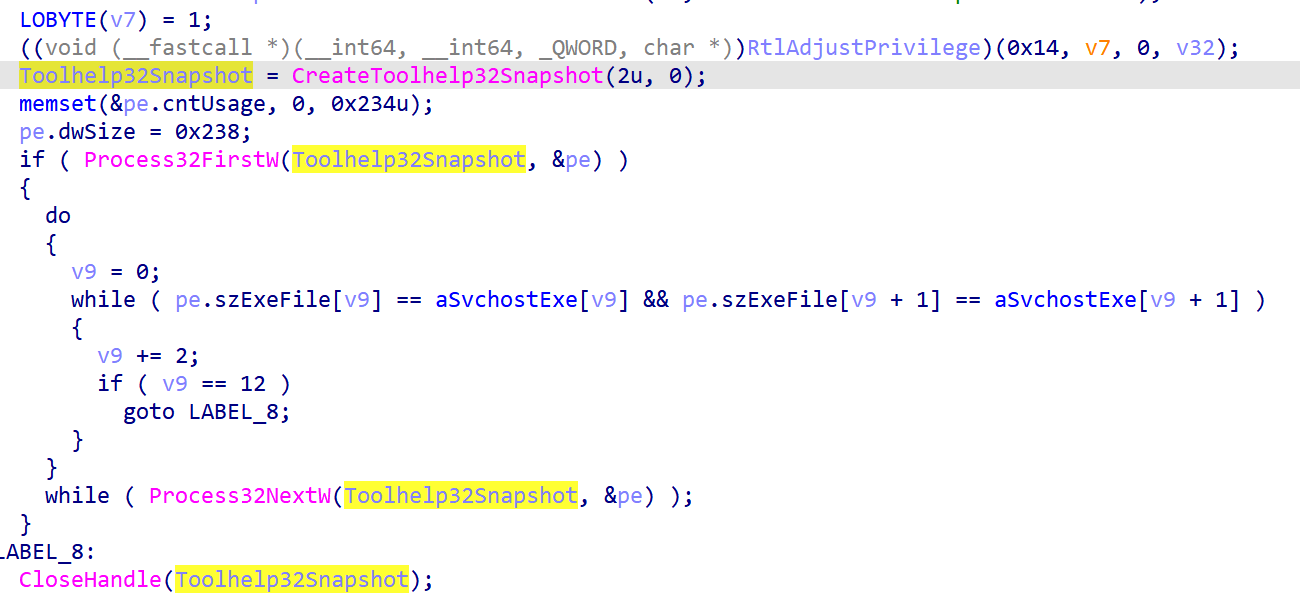 LOBYTE(v7) = 1;
((void (__fastcall *)(__int64, __int64, _QWORD, char *))RtlAdjustPrivilege)(0x14, v7, 0, v32);
Toolhelp32Snapshot = CreateToolhelp32Snapshot(2u, 0);
memset(&pe.cntUsage, 0, 0x234u);
pe.dwSize = 0x238;
if ( Process32FirstW(Toolhelp32Snapshot, &pe) )
{
do
{
v9 = 0;
while ( pe.szExeFile[v9] == aSvchostExe[v9] && pe.szExeFile[v9 + 1] == aSvchostExe[v9 + 1] )
{
v9 += 2;
if ( v9 == 12 )
goto LABEL_8;
}
}
while ( Process32NextW(Toolhelp32Snapshot, &pe) );
}
LABEL_8:
CloseHandle(Toolhelp32Snapshot);